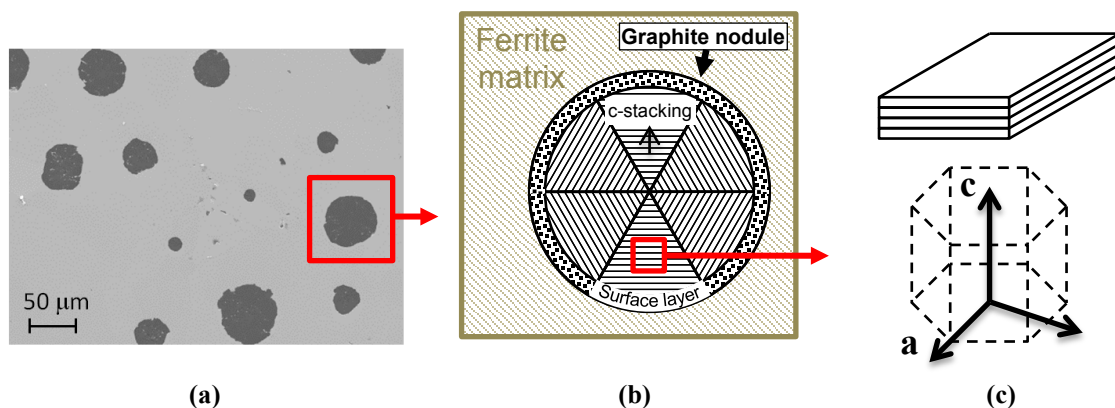 50 μm
(a)
Ferrite
matrix
Graphite nodule
c-stacking
Surface layer
(b)
c
a
(c)